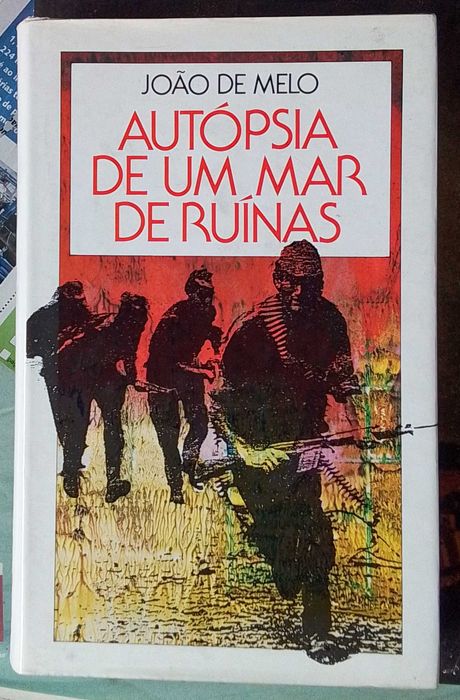 JOÃO DE MELO
AUTÓPSIA
DE UM MAR
DE RUÍNAS